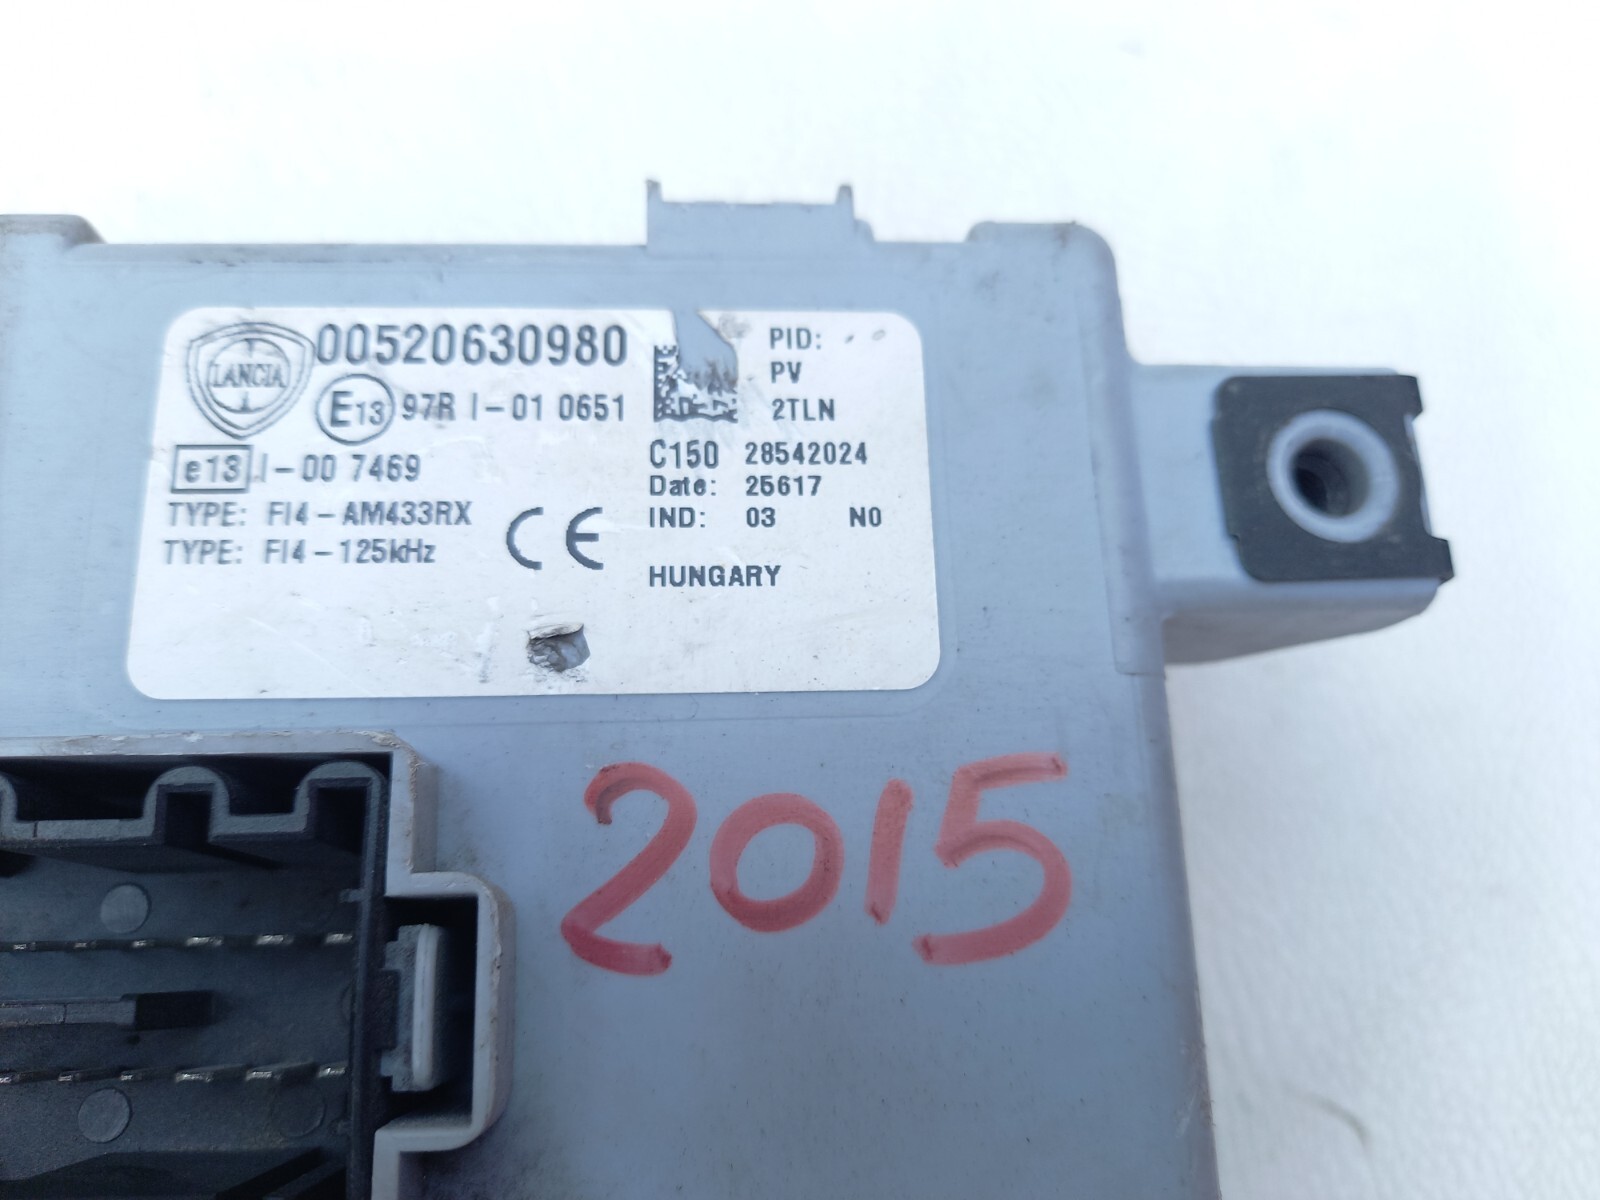 LANCIA
00520630980
E13 97R I-01 0651
e13 I-00 7469
TYPE: FI4-AM433RX
TYPE: FI4-125kHz
CE
PID:
PV
2TLN
C150 28542024
Date: 25617
IND: 03 N0
HUNGARY
2015